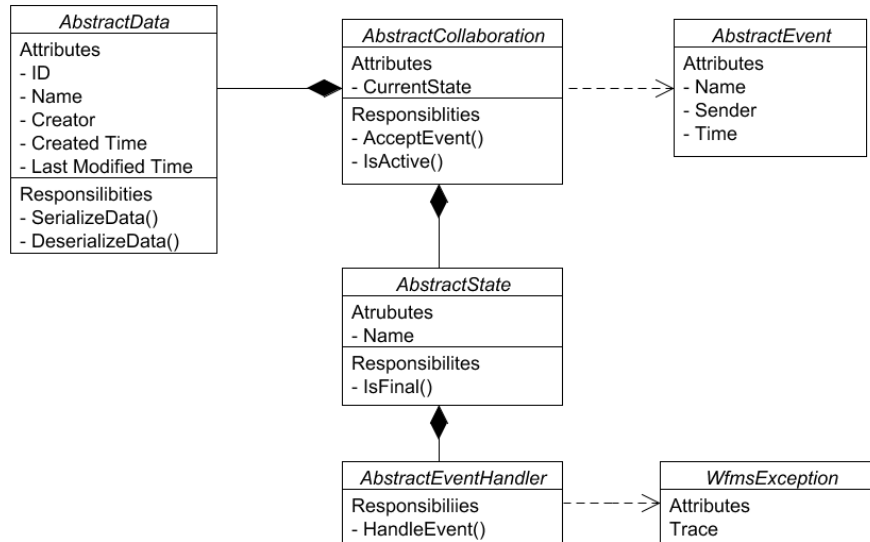 AbstractData
Attributes
- ID
- Name
- Creator
- Created Time
- Last Modified Time
Responsilibities
- SerializeData()
- DeserializeData()
AbstractCollaboration
Attributes
- CurrentState
Responsiblities
- AcceptEvent()
- IsActive()
AbstractEvent
Attributes
- Name
- Sender
- Time
AbstractState
Atrubutes
- Name
Responsibilites
- IsFinal()
AbstractEventHandler
Responsibiliies
- HandleEvent()
WfmsException
Attributes
Trace